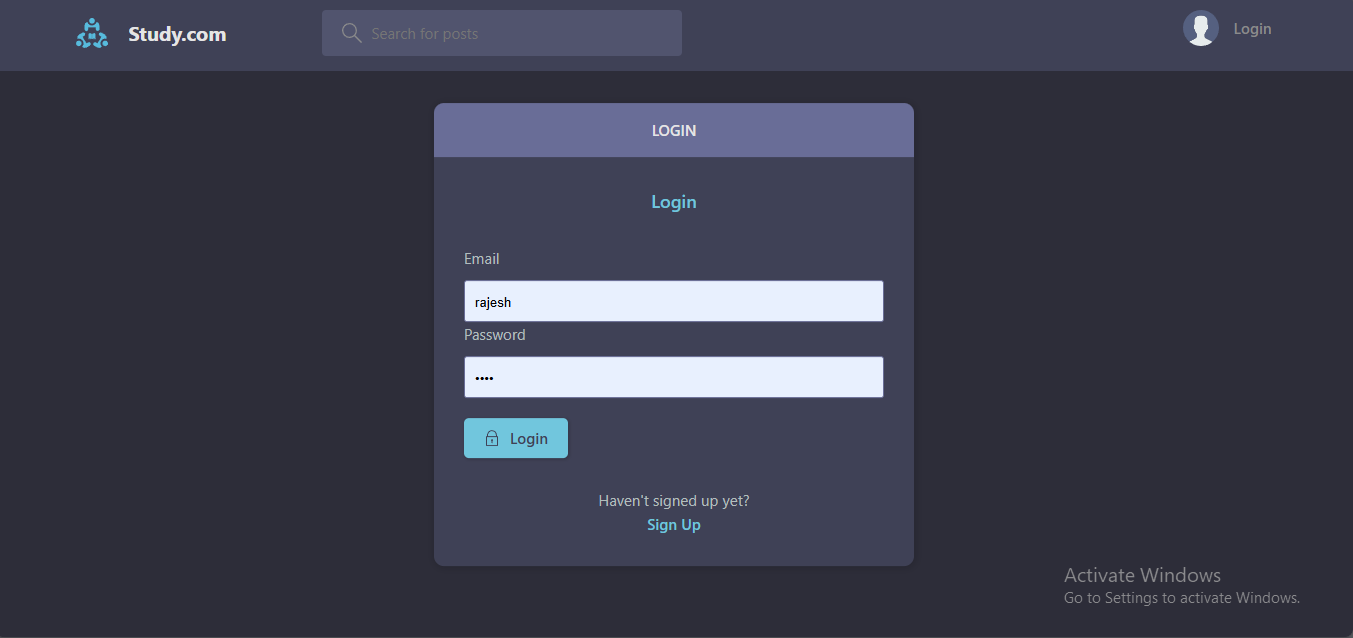 Study.com
Search for posts
Login
LOGIN
Login
Email
rajesh
Password
••••
Login
Haven't signed up yet?
Sign Up
Activate Windows
Go to Settings to activate Windows.